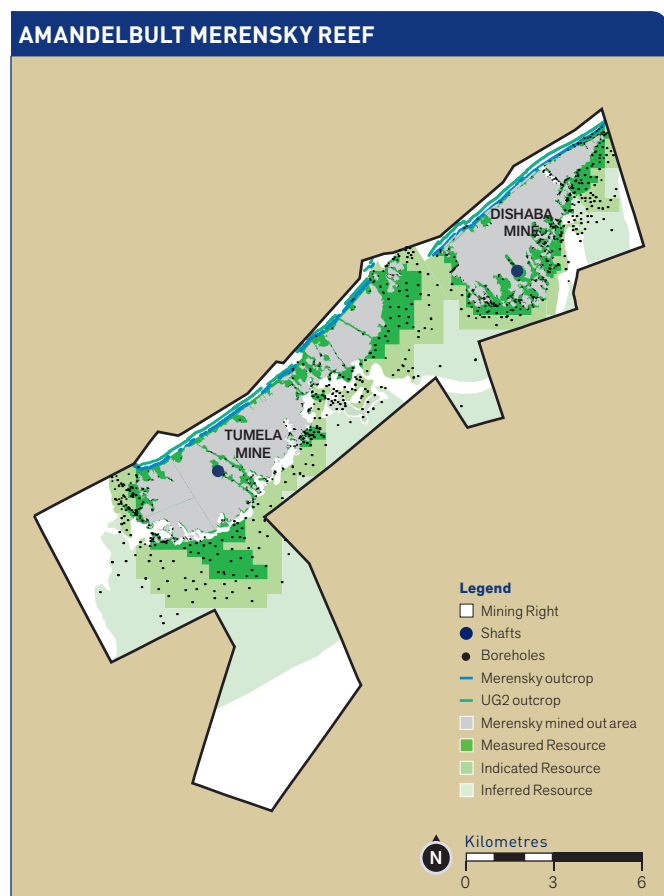 AMANDELBULT MERENSKY REEF
DISHABA
MINE
TUMELA
MINE
Legend
Mining Right
Shafts
Boreholes
Merensky outcrop
UG2 outcrop
Merensky mined out area
Measured Resource
Indicated Resource
Inferred Resource
N
Kilometres
0 3 6